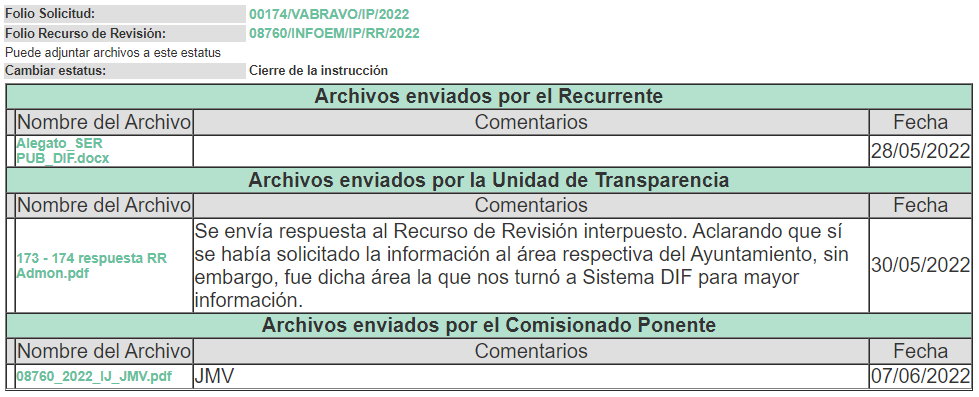 Folio Solicitud: 00174/VABRAVO/IP/2022
Folio Recurso de Revisión: 08760/INFOEM/IP/RR/2022
Puede adjuntar archivos a este estatus
Cambiar estatus: Cierre de la instrucción
Archivos enviados por el Recurrente
Nombre del Archivo Comentarios Fecha
Alegato_SER
PUB_DIF.docx 28/05/2022
Archivos enviados por la Unidad de Transparencia
Nombre del Archivo Comentarios Fecha
173 - 174 respuesta RR
Admon.pdf
Se envía respuesta al Recurso de Revisión interpuesto. Aclarando que sí
se había solicitado la información al área respectiva del Ayuntamiento, sin
embargo, fue dicha área la que nos turnó a Sistema DIF para mayor
información.
30/05/2022
Archivos enviados por el Comisionado Ponente
Nombre del Archivo Comentarios Fecha
08760_2022_IJ_JMV.pdf JMV 07/06/2022